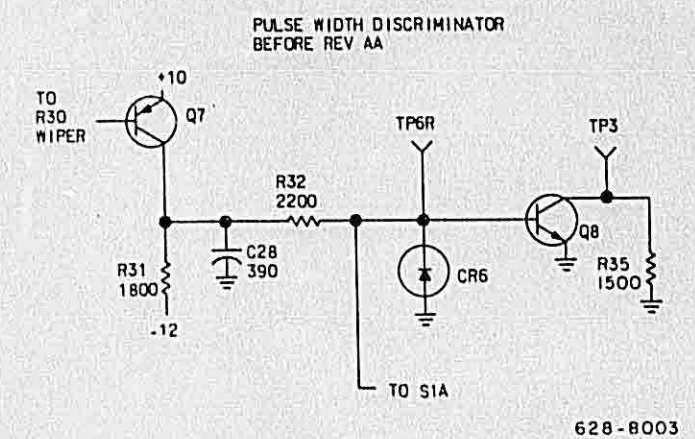 PULSE WIDTH DISCRIMINATOR
BEFORE REV AA
+10
TO
R30
WIPER
Q7
TP6R
TP3
R32
2200
R31
1800
C28
390
CR6
Q8
R35
1500
-12
TO S1A
628-8003